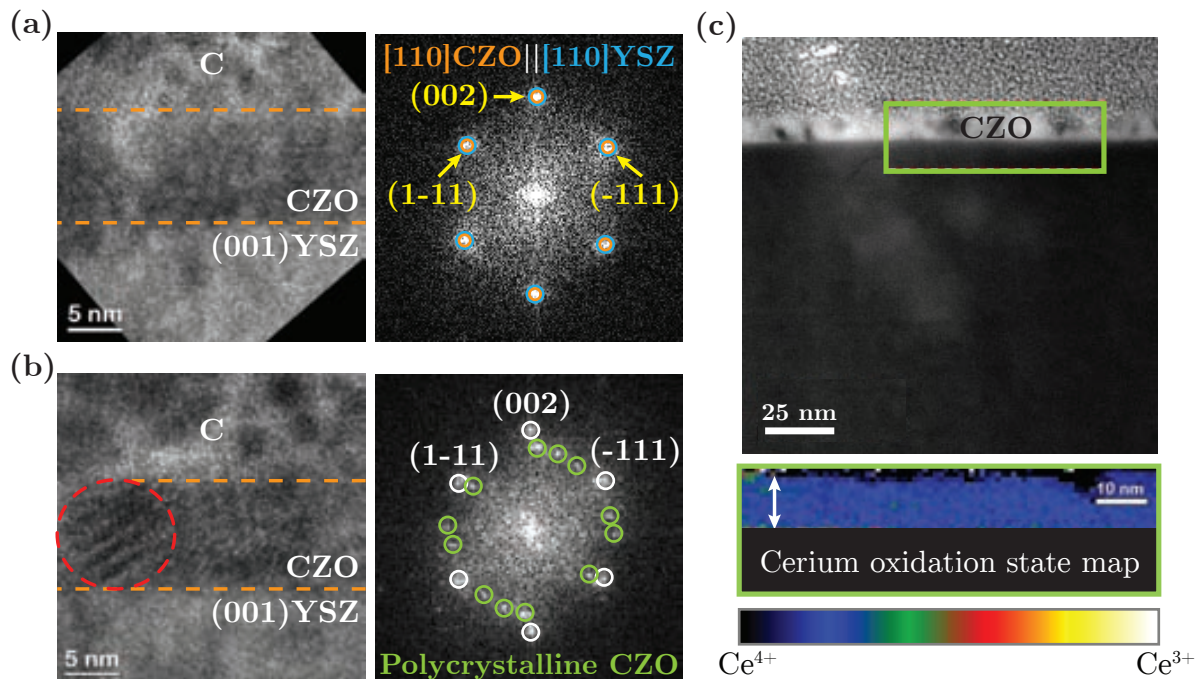 (a)
C
CZO
(001)YSZ
5 nm
[110]CZO||[110]YSZ
(002)
(1-11)
(-111)
(b)
C
CZO
(001)YSZ
5 nm
(002)
(1-11)
(-111)
Polycrystalline CZO
(c)
CZO
25 nm
10 nm
Cerium oxidation state map
Ce⁴⁺
Ce³⁺